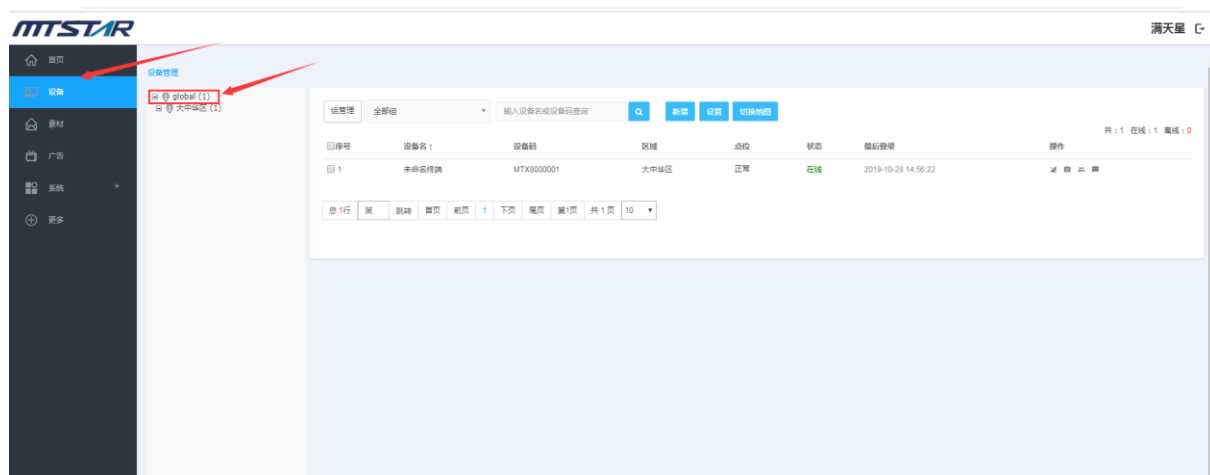 MTSTAR
满天星
首页
设备
素材
广告
系统 +
更多
设备管理
global (1)
大中华区 (1)
组管理 全部组 输入设备名或设备码查询 新增 设置 切换地图
共：1 在线：1 离线：0
序号 设备名↑ 设备码 区域 点位 状态 最后登录 操作
1 未命名终端 MTX8000001 大中华区 正常 在线 2019-10-28 14:56:22
总 1行 第 跳转 首页 前页 1 下页 尾页 第1页 共 1 页 10